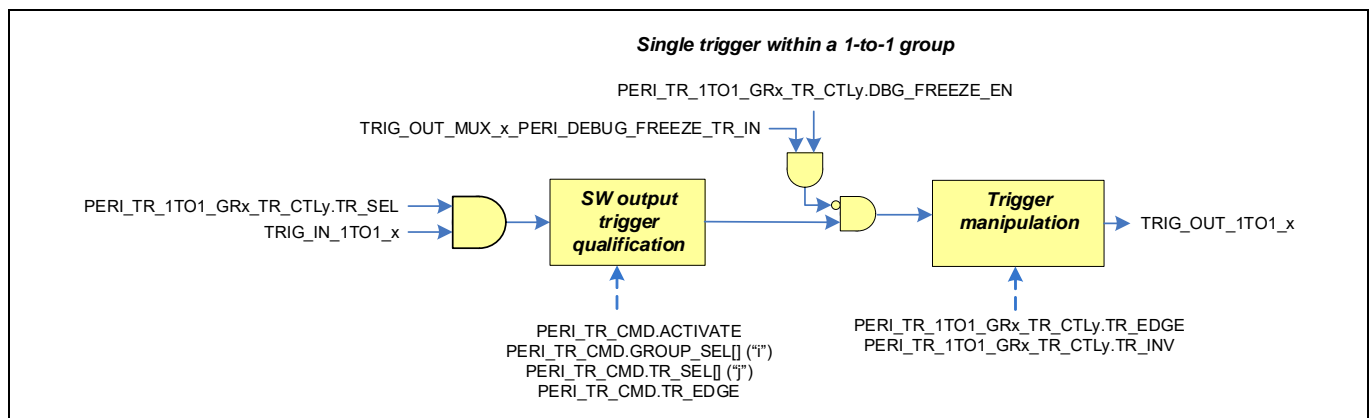 Single trigger within a 1-to-1 group
PERI_TR_1TO1_GRx_TR_CTLy.DBG_FREEZE_EN
TRIG_OUT_MUX_x_PERI_DEBUG_FREEZE_TR_IN
PERI_TR_1TO1_GRx_TR_CTLy.TR_SEL
TRIG_IN_1TO1_x
SW output
trigger
qualification
Trigger
manipulation
TRIG_OUT_1TO1_x
PERI_TR_CMD.ACTIVATE
PERI_TR_CMD.GROUP_SEL[] (“i”)
PERI_TR_CMD.TR_SEL[] (“j”)
PERI_TR_CMD.TR_EDGE
PERI_TR_1TO1_GRx_TR_CTLy.TR_EDGE
PERI_TR_1TO1_GRx_TR_CTLy.TR_INV